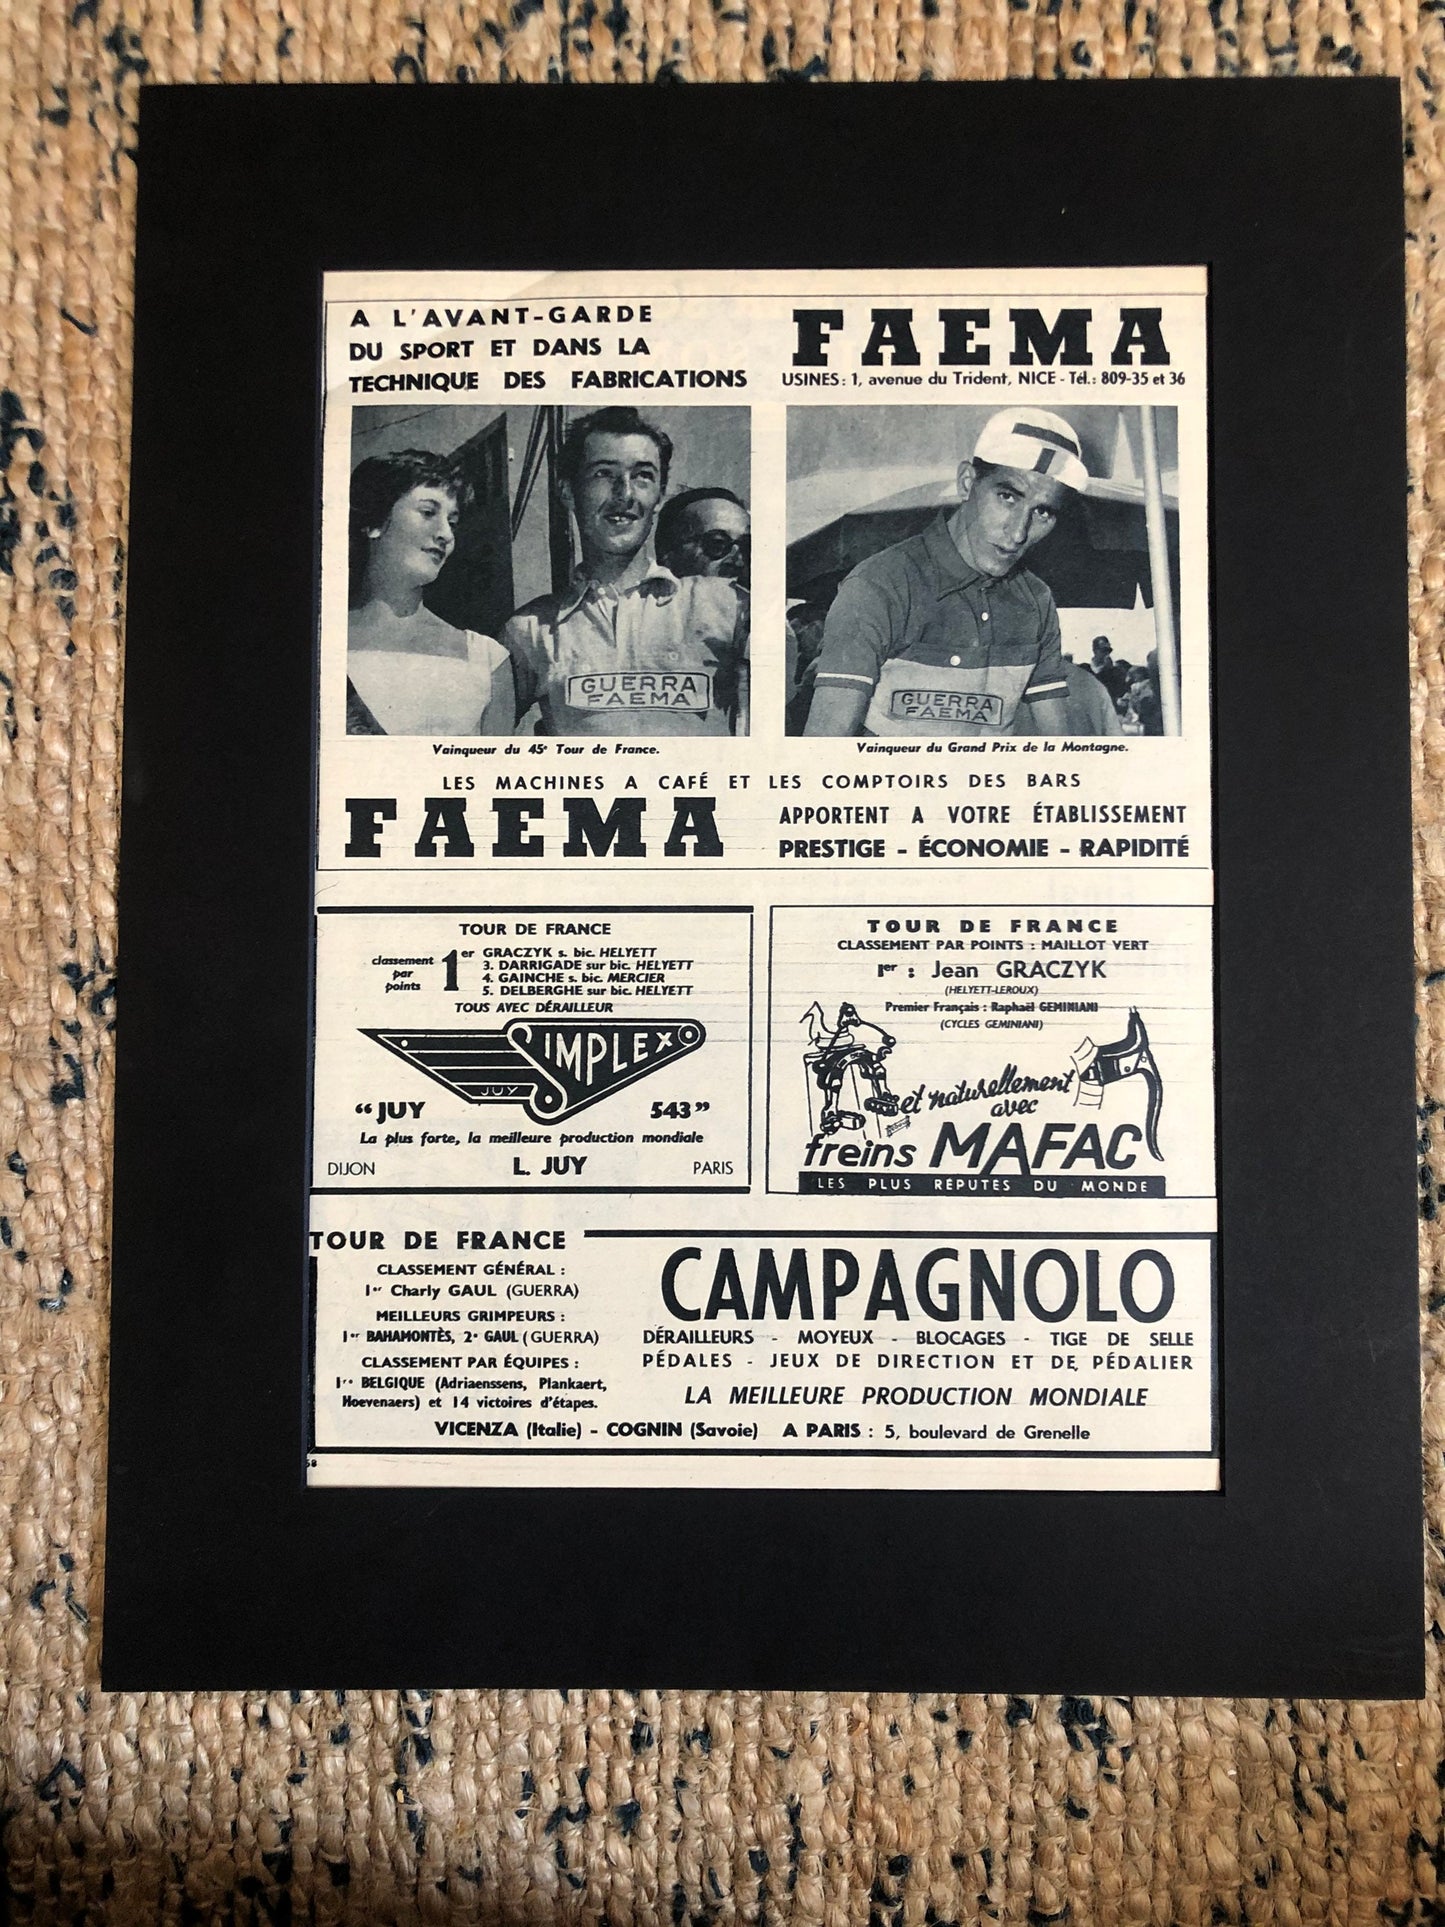 A L'AVANT-GARDE
DU SPORT ET DANS LA
TECHNIQUE DES FABRICATIONS
FAEMA
USINES : 1, avenue du Trident, NICE - Tél. : 809-35 et 36
GUERRA
FAEMA
GUERRA
FAEMA
Vainqueur du 45e Tour de France.
Vainqueur du Grand Prix de la Montagne.
LES MACHINES A CAFÉ ET LES COMPTOIRS DES BARS
FAEMA
APPORTENT A VOTRE ÉTABLISSEMENT
PRESTIGE - ÉCONOMIE - RAPIDITÉ
TOUR DE FRANCE
classement
par
points
1er GRACZYK s. bic. HELYETT
3. DARRIGADE sur bic. HELYETT
4. GAINCHE s. bic. MERCIER
5. DELBERGHE sur bic. HELYETT
TOUS AVEC DÉRAILLEUR
SIMPLEX
JUY
"JUY 543"
La plus forte, la meilleure production mondiale
DIJON L. JUY PARIS
TOUR DE FRANCE
CLASSEMENT PAR POINTS : MAILLOT VERT
1er : Jean GRACZYK
(HELYETT-LEROUX)
Premier Français : Raphaël GEMINIANI
(CYCLES GEMINIANI)
et naturellement
avec
freins MAFAC
LES PLUS RÉPUTÉS DU MONDE
TOUR DE FRANCE
CLASSEMENT GÉNÉRAL :
1er Charly GAUL (GUERRA)
MEILLEURS GRIMPEURS :
1er BAHAMONTÈS, 2e GAUL (GUERRA)
CLASSEMENT PAR ÉQUIPES :
1re BELGIQUE (Adriaenssens, Plankaert,
Hoevenaers) et 14 victoires d'étapes.
CAMPAGNOLO
DÉRAILLEURS - MOYEUX - BLOCAGES - TIGE DE SELLE
PÉDALES - JEUX DE DIRECTION ET DE PÉDALIER
LA MEILLEURE PRODUCTION MONDIALE
VICENZA (Italie) - COGNIN (Savoie) A PARIS : 5, boulevard de Grenelle
58